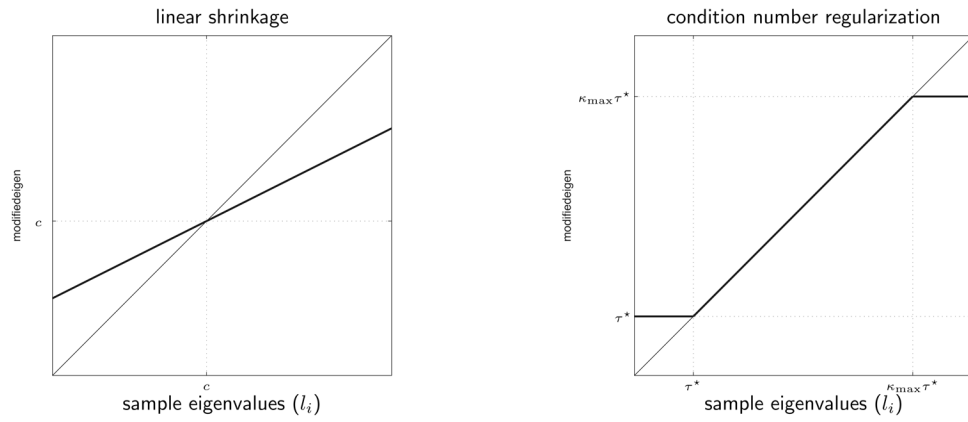 linear shrinkage
modifiedeigen
c
c
sample eigenvalues (l_i)
condition number regularization
modifiedeigen
κ_max τ⋆
τ⋆
τ⋆
κ_max τ⋆
sample eigenvalues (l_i)